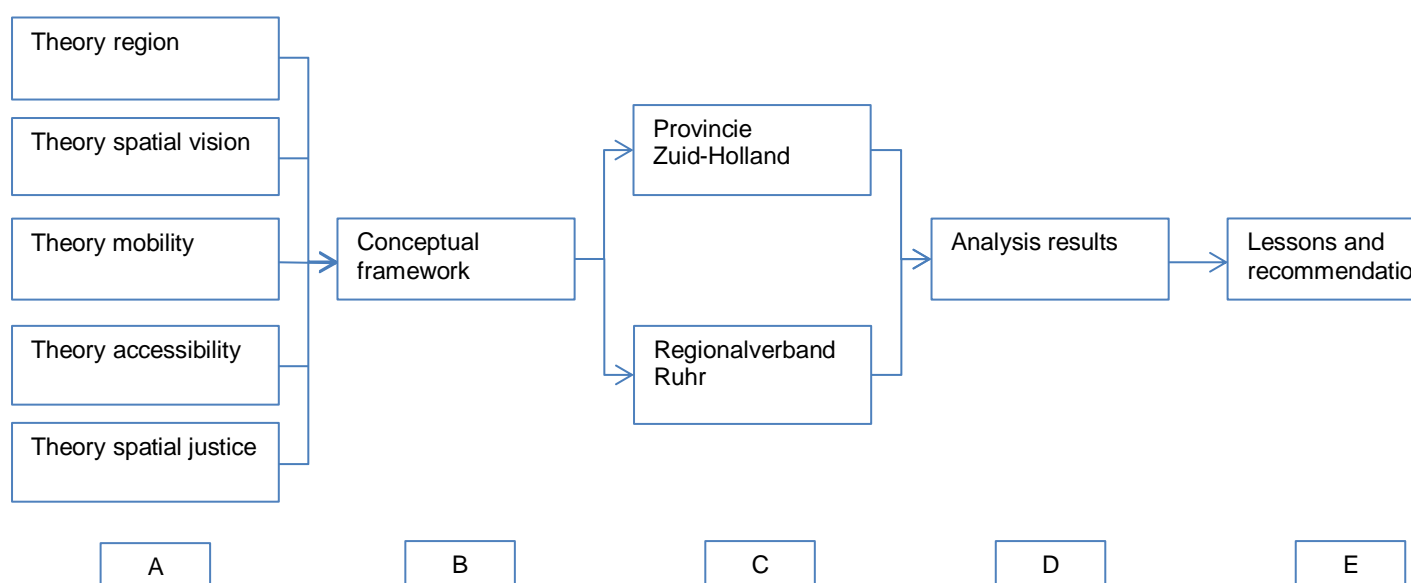 Theory region
Theory spatial vision
Theory mobility
Theory accessibility
Theory spatial justice
Conceptual
framework
Provincie
Zuid-Holland
Regionalverband
Ruhr
Analysis results
Lessons and
recommendatio
A
B
C
D
E